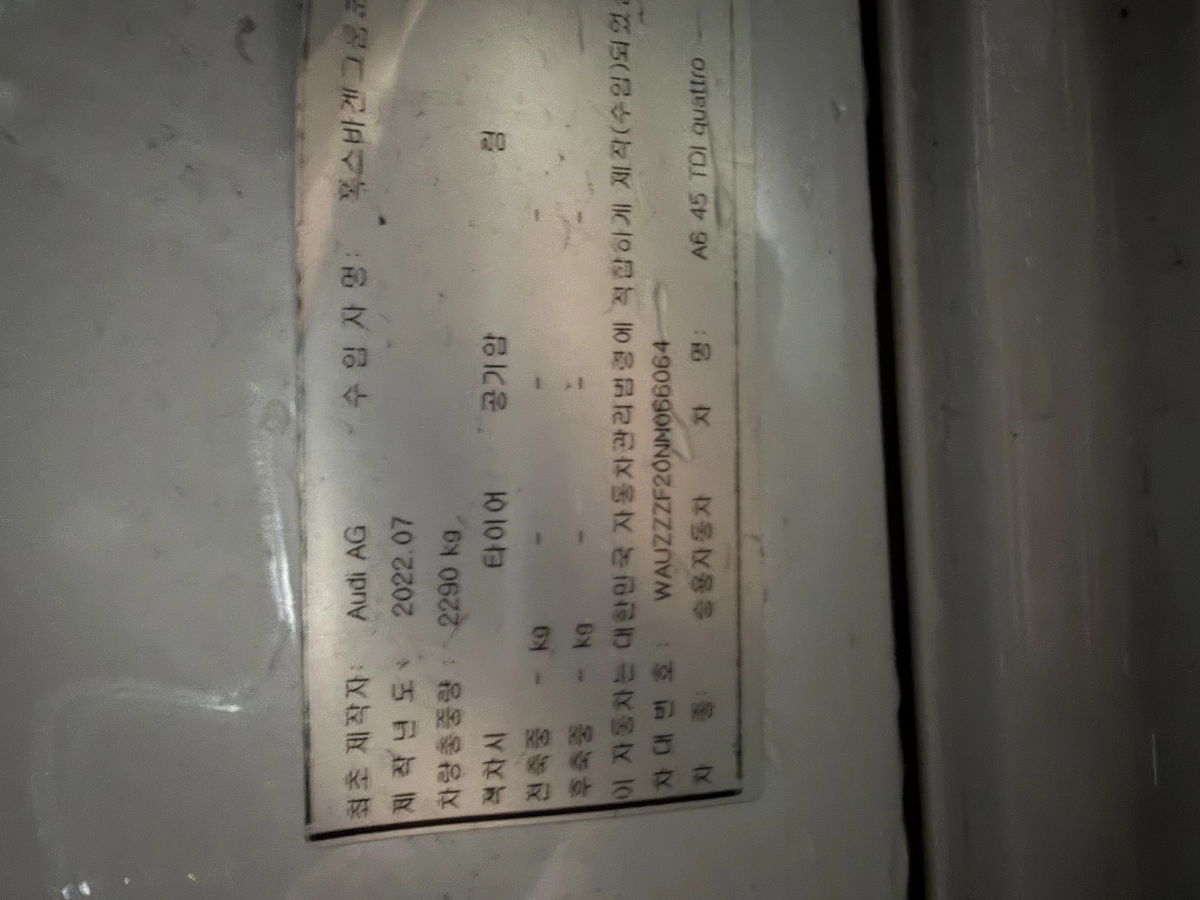 최초 제작자: Audi AG 수 입 자 명: 폭스바겐그룹
제 작 년 도: 2022.07
차량총중량: 2290 kg
적차시 타이어 공기압 림
전축중 - kg - - -
후축중 - kg - - -
이 자동차는 대한민국 자동차관리법령에 적합하게 제작(수입)되었
차 대 번 호: WAUZZZF20NN066064
차 종: 승용자동차 차 명: A6 45 TDI quattro